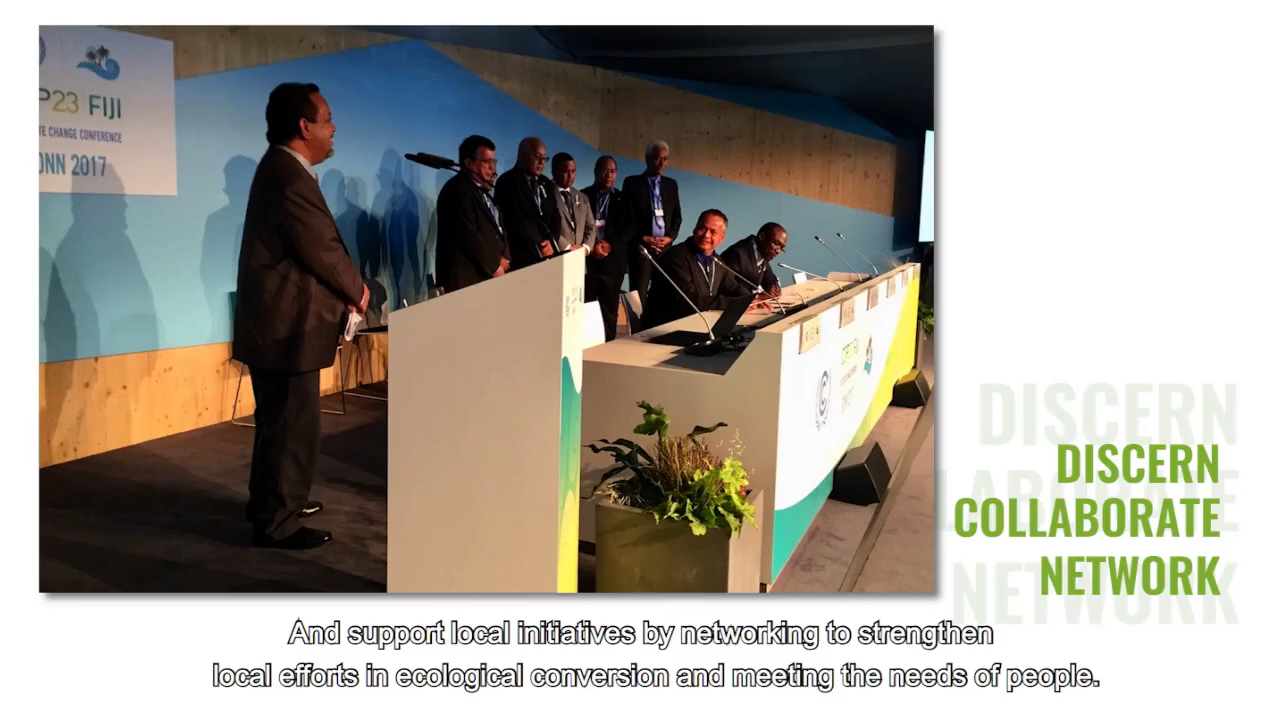 P23 FIJI
TE CHANGE CONFERENCE
ONN 2017
DISCERN
COLLABORATE
NETWORK
And support local initiatives by networking to strengthen
local efforts in ecological conversion and meeting the needs of people.